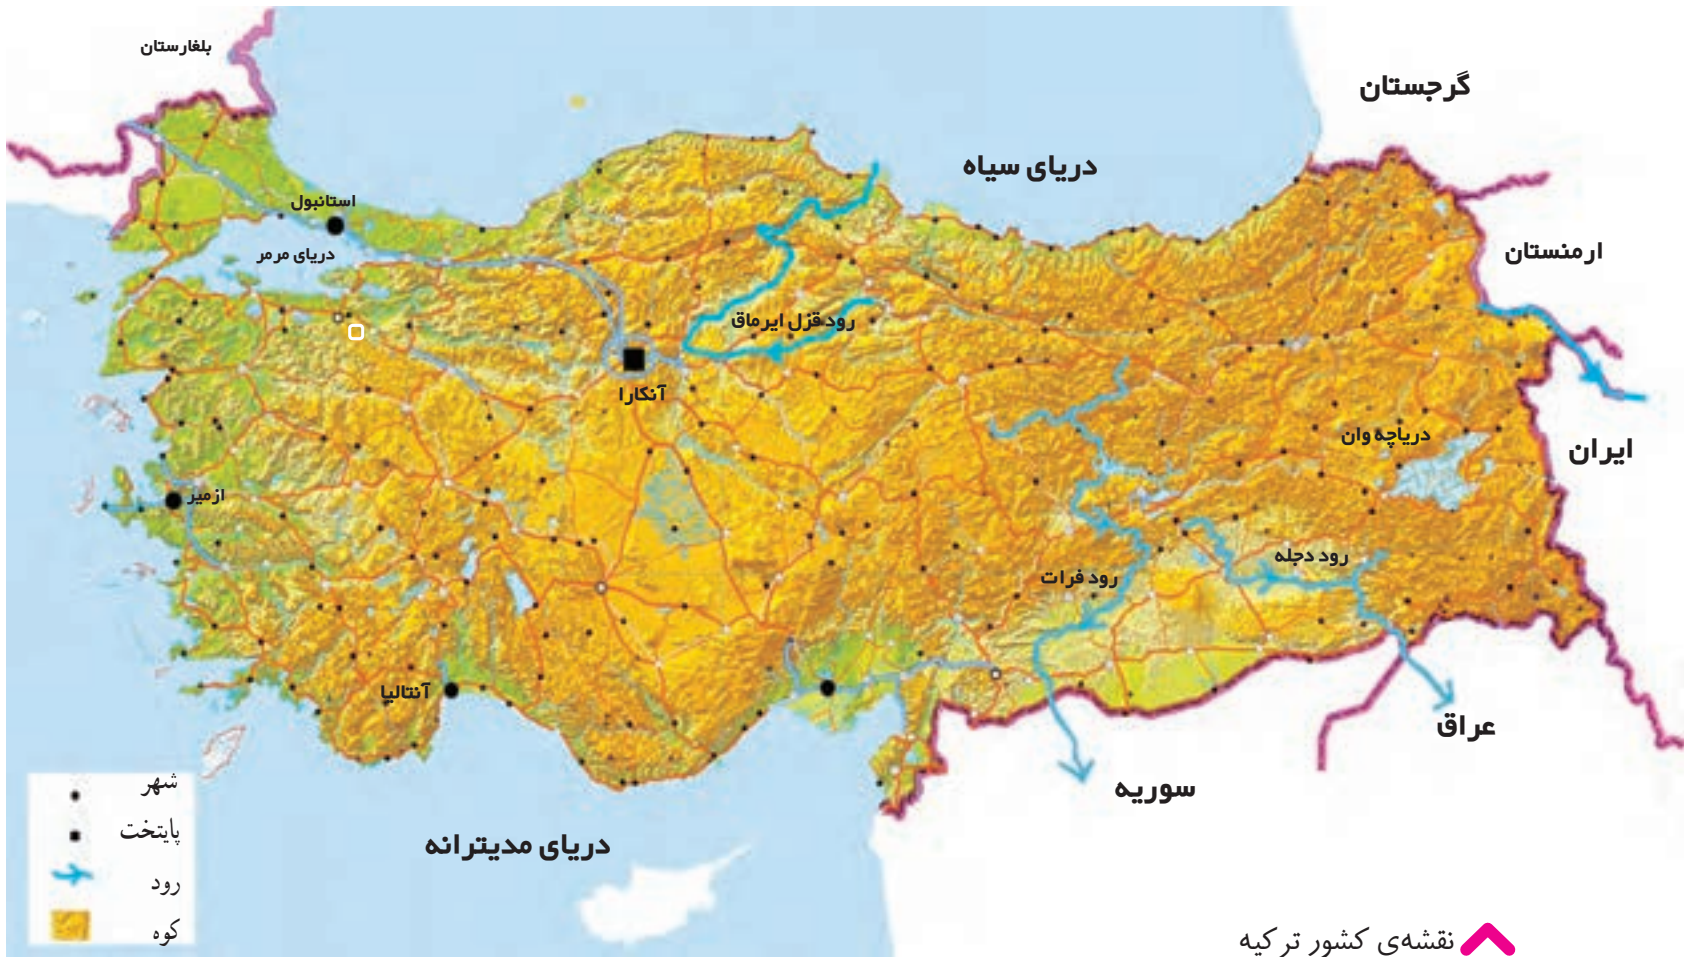 بلغارستان
گرجستان
دریای سیاه
استانبول
دریای مرمر
ارمنستان
رود قزل ایرماق
آنکارا
دریاچه وان
ایران
ازمیر
رود دجله
رود فرات
آنتالیا
عراق
سوریه
دریای مدیترانه
شهر
پایتخت
رود
کوه
نقشه‌ی کشور ترکیه